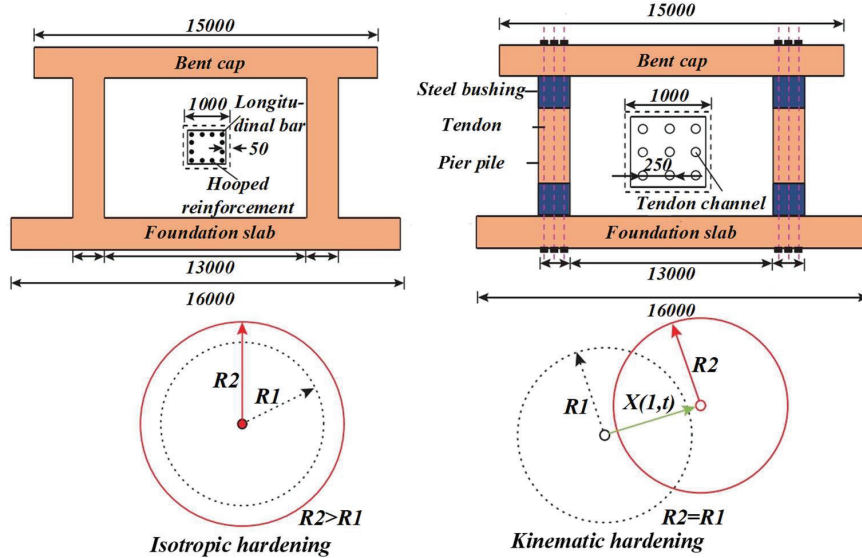 15000
Bent cap
1000
Longitu-
dinal bar
50
Hooped
reinforcement
Foundation slab
13000
16000
15000
Bent cap
Steel bushing
1000
Tendon
Pier pile
250
Tendon channel
Foundation slab
13000
16000
R2
R1
R2>R1
Isotropic hardening
R1
R2
X(1,t)
R2=R1
Kinematic hardening